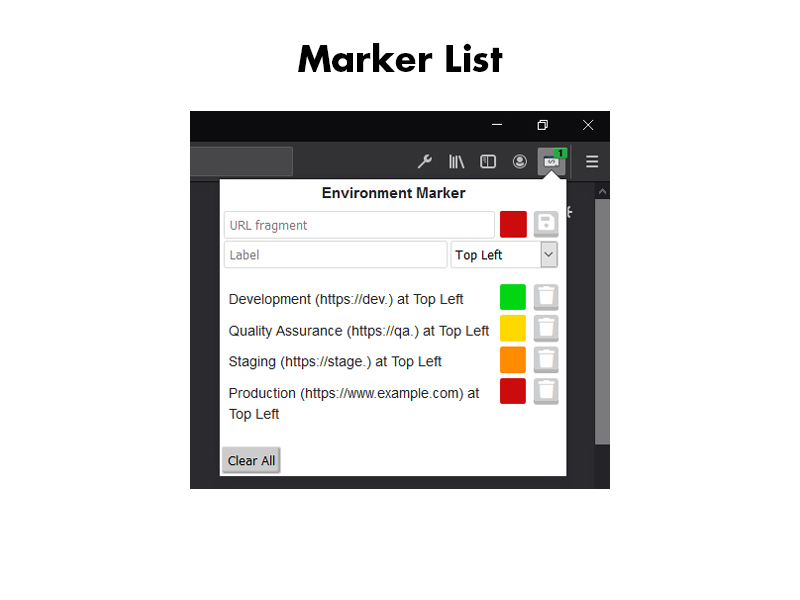 Marker List
1
Environment Marker
URL fragment
Label
Top Left
Development (https://dev.) at Top Left
Quality Assurance (https://qa.) at Top Left
Staging (https://stage.) at Top Left
Production (https://www.example.com) at
Top Left
Clear All